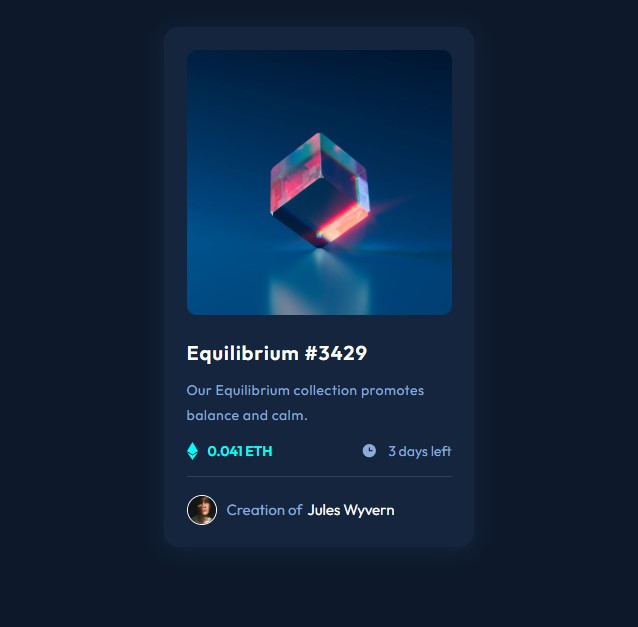 Equilibrium #3429
Our Equilibrium collection promotes
balance and calm.
0.041 ETH
3 days left
Creation of Jules Wyvern